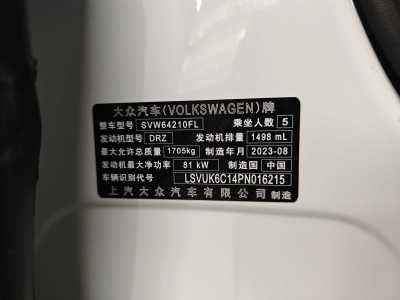 大众汽车(VOLKSWAGEN)牌
整车型号 SVW64210FL 乘坐人数 5
发动机型号 DRZ 发动机排量 1498 mL
最大允许总质量 1705kg 制造年月 2023-08
发动机最大净功率 81 kW 制造国 中国
车辆识别代号 LSVUK6C14PN016215
上汽大众汽车有限公司 制造